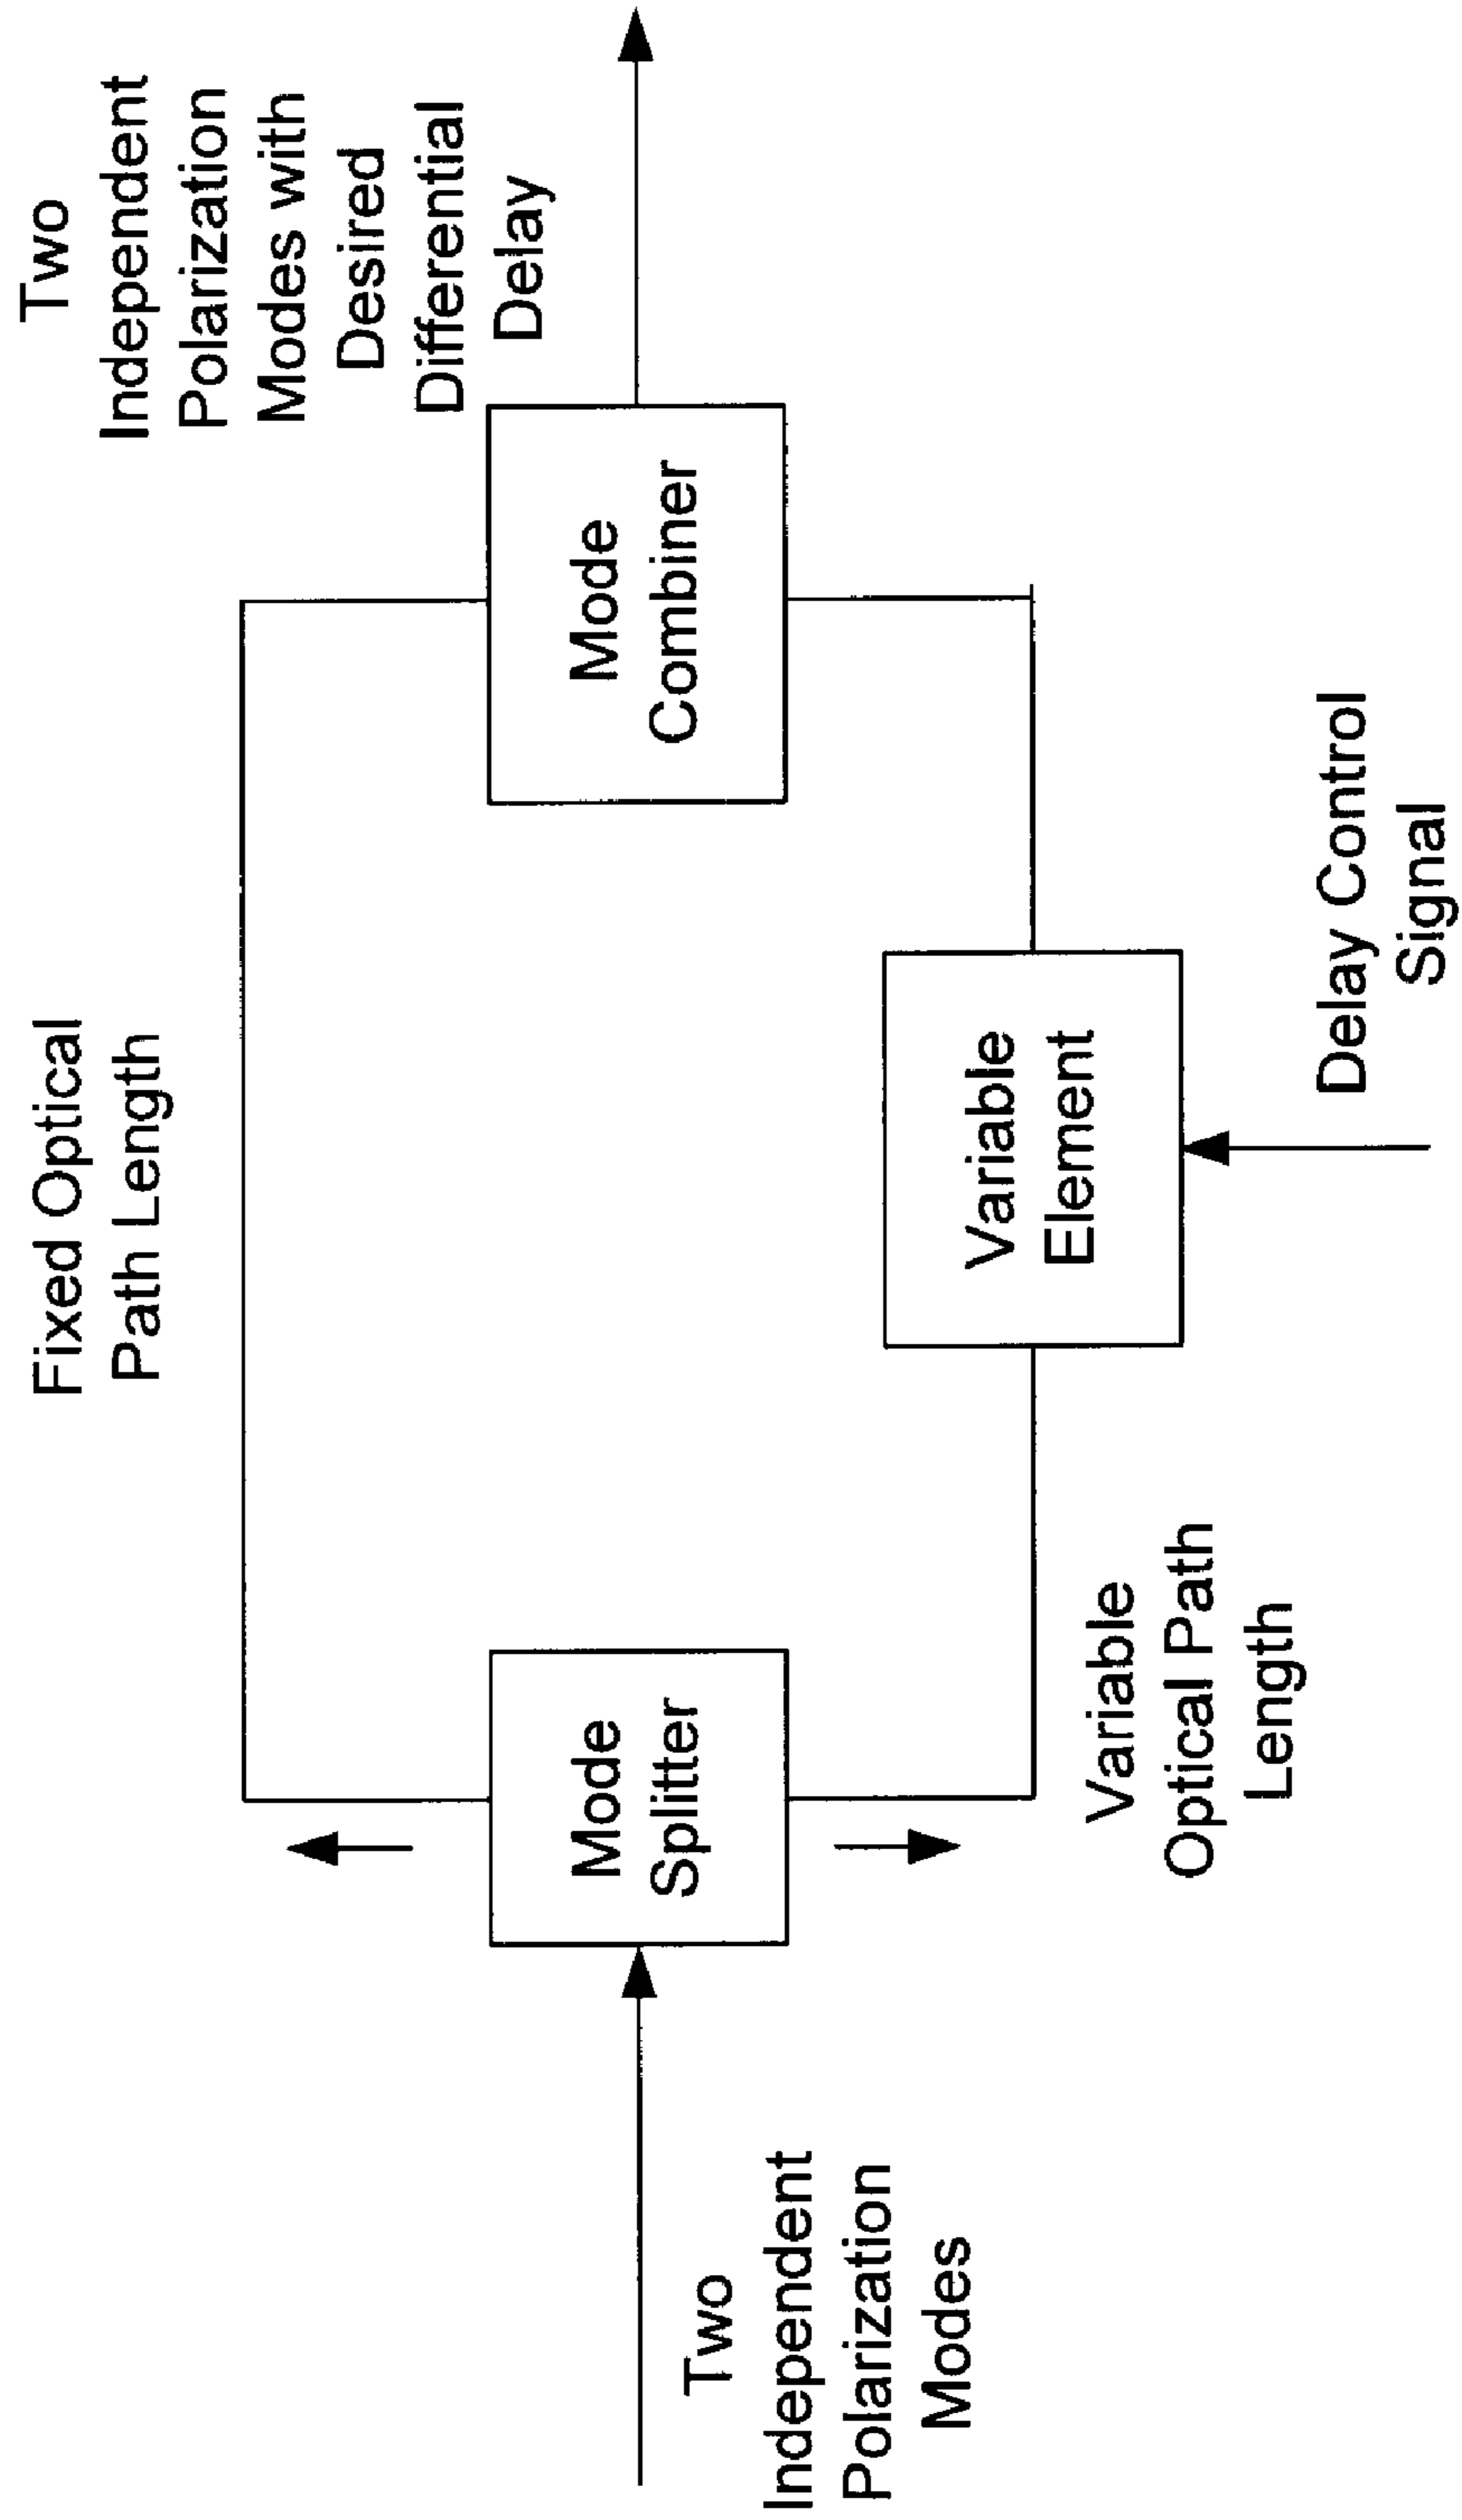 Two
Independent
Polarization
Modes
Mode
Splitter
Fixed Optical
Path Length
Variable
Optical Path
Length
Variable
Element
Delay Control
Signal
Mode
Combiner
Two
Independent
Polarization
Modes with
Desired
Differential
Delay